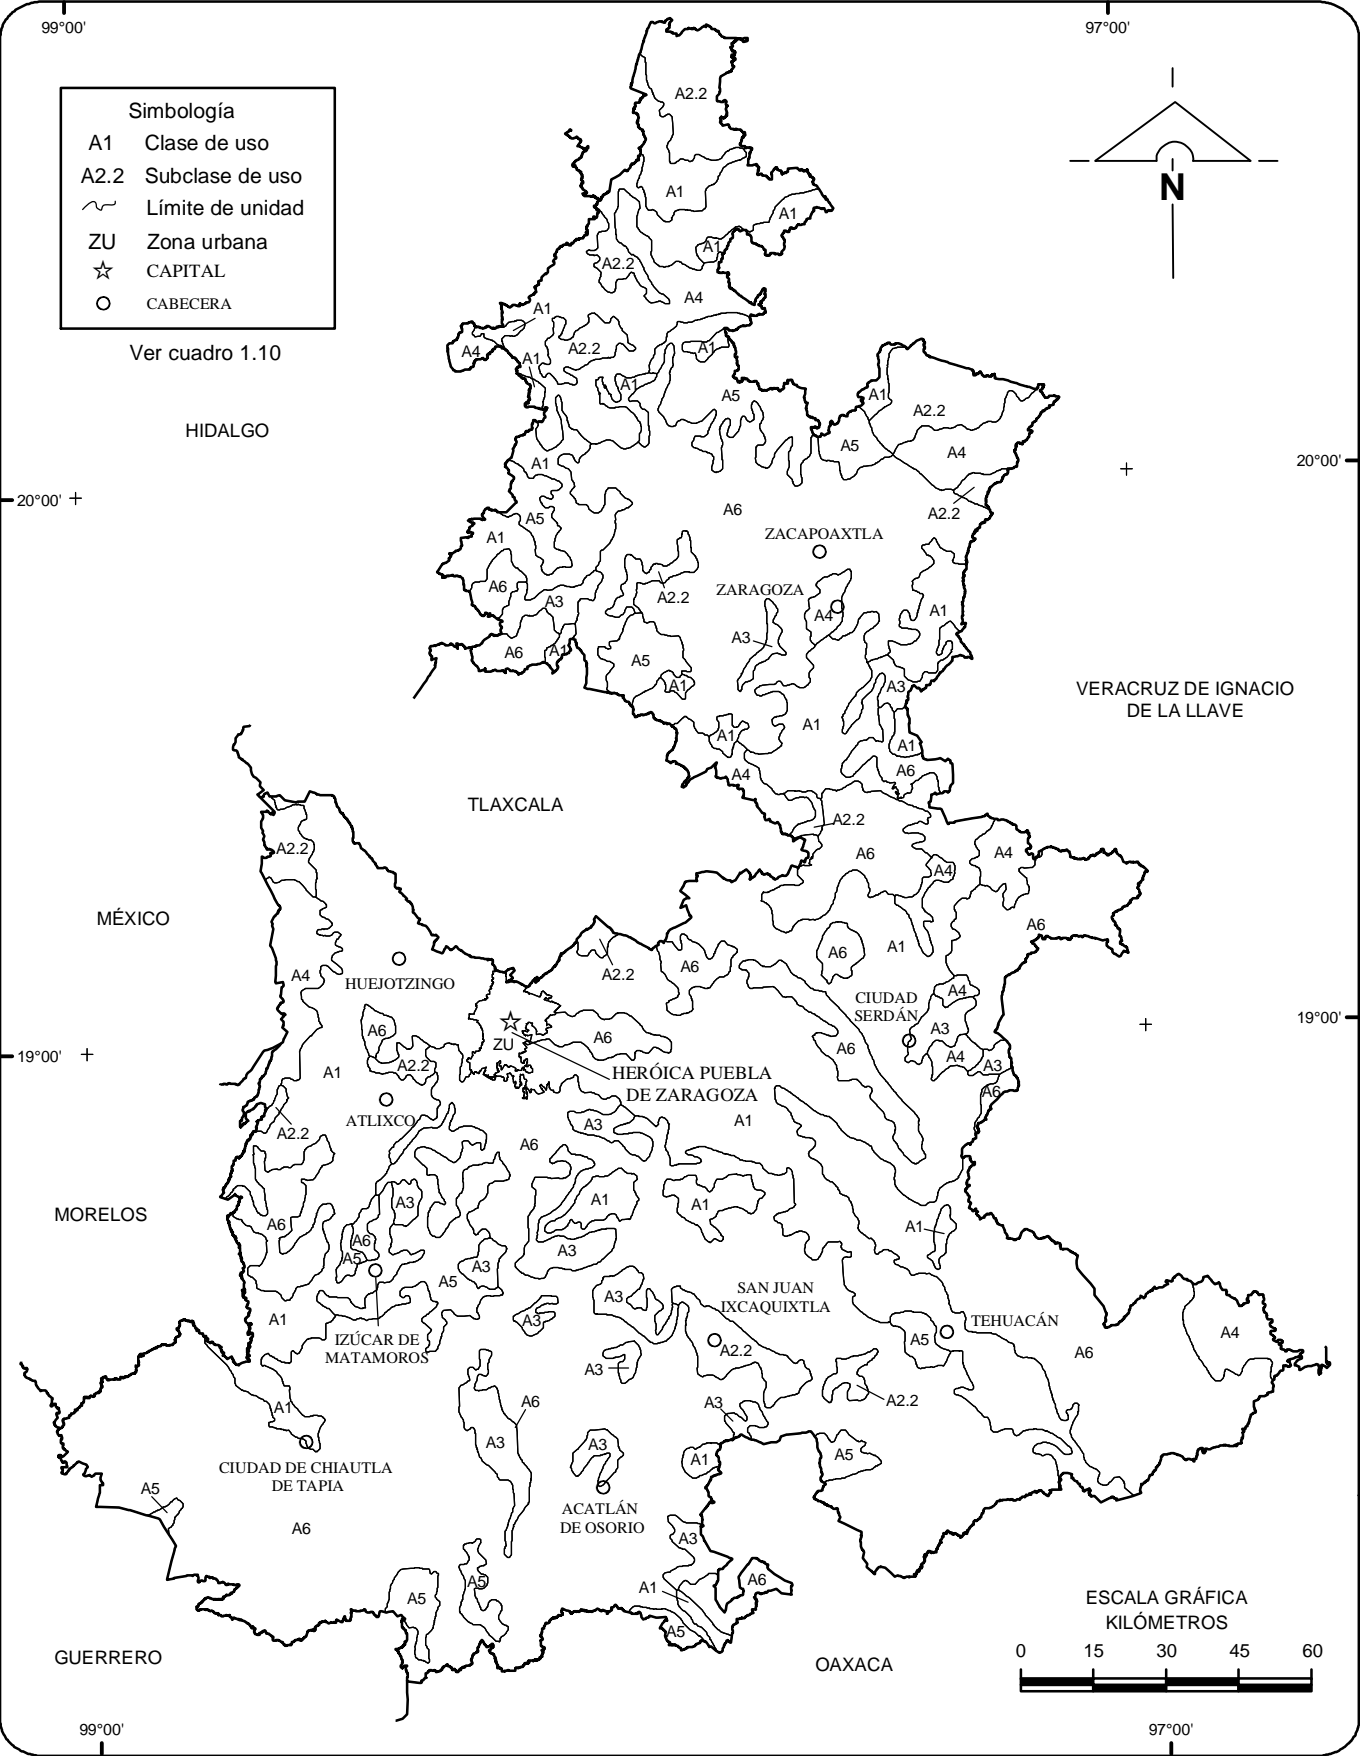 99°00'
97°00'
Simbología
A1 Clase de uso
A2.2 Subclase de uso
Límite de unidad
ZU Zona urbana
CAPITAL
CABECERA
Ver cuadro 1.10
N
A2.2
A1
A1
A1
A2.2
A4
A1
A4
A1
A2.2
A1
A1
A5
A1
A2.2
HIDALGO
A5
A4
A1
20°00'
20°00'
A6
A2.2
A5
A1
ZACAPOAXTLA
A6
A2.2
ZARAGOZA
A3
A4
A1
A3
A6
A1
A5
A1
A3
VERACRUZ DE IGNACIO
DE LA LLAVE
A1
A1
A1
A4
A6
TLAXCALA
A2.2
A2.2
A6
A4
A4
MÉXICO
A6
A1
A6
A6
A2.2
A4
HUEJOTZINGO
A4
CIUDAD
SERDÁN
19°00'
A6
A3
ZU
A6
A6
A4
A3
19°00'
A2.2
A1
HERÓICA PUEBLA
DE ZARAGOZA
A6
ATLIXCO
A1
A3
A2.2
A6
A3
A1
A1
MORELOS
A6
A1
A6
A3
A5
A3
A5
SAN JUAN
IXCAQUIXTLA
A3
A1
A3
TEHUACÁN
A4
IZÚCAR DE
MATAMOROS
A5
A2.2
A6
A3
A6
A2.2
A3
A1
A3
A3
A1
A5
CIUDAD DE CHIAUTLA
DE TAPIA
A5
ACATLÁN
DE OSORIO
A6
A3
A5
A1
A6
A5
A5
ESCALA GRÁFICA
KILÓMETROS
0 15 30 45 60
GUERRERO
OAXACA
99°00'
97°00'